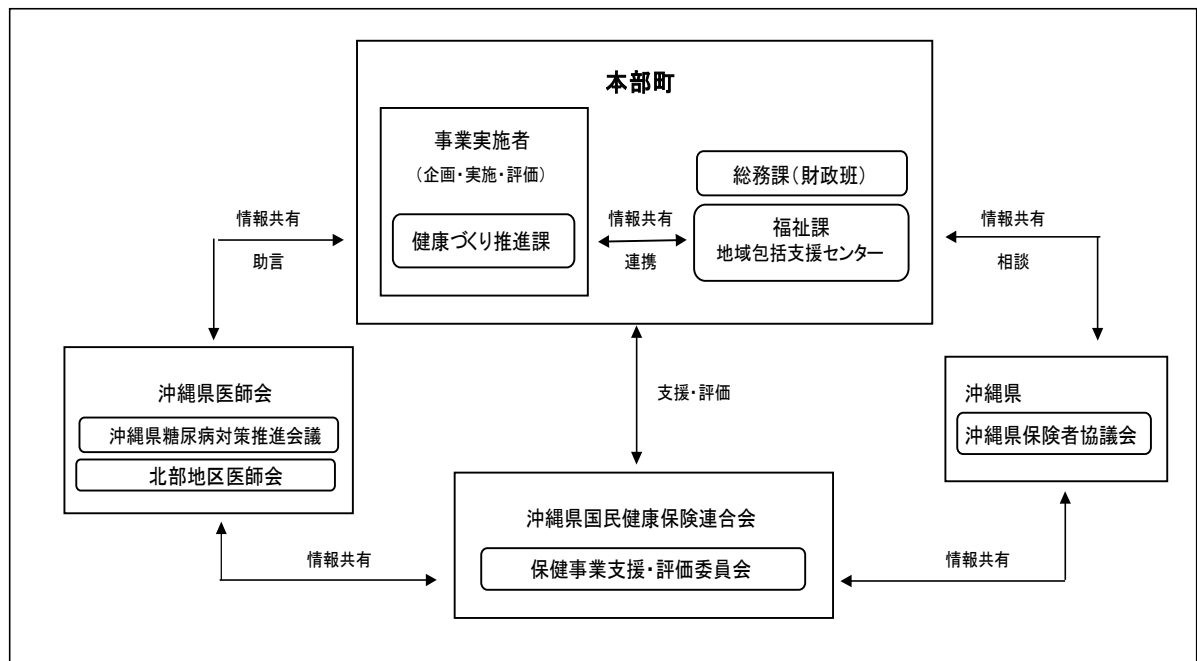 本部町
事業実施者
（企画・実施・評価）
健康づくり推進課
情報共有
連携
総務課（財政班）
福祉課
地域包括支援センター
情報共有
助言
情報共有
相談
沖縄県医師会
沖縄県糖尿病対策推進会議
北部地区医師会
支援・評価
沖縄県
沖縄県保険者協議会
沖縄県国民健康保険連合会
保健事業支援・評価委員会
情報共有
情報共有